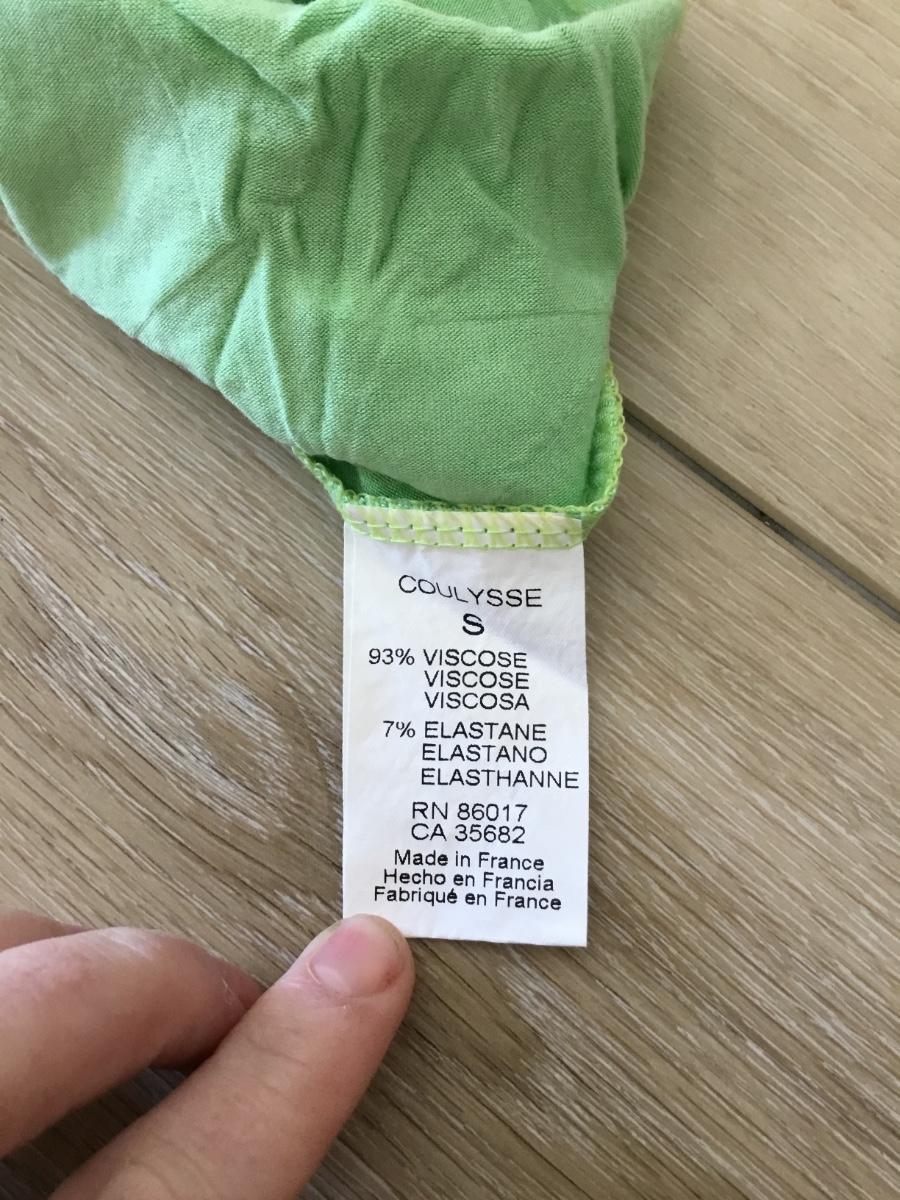 COULYSSE
S
93% VISCOSE
VISCOSE
VISCOSA
7% ELASTANE
ELASTANO
ELASTHANNE
RN 86017
CA 35682
Made in France
Hecho en Francia
Fabriqué en France